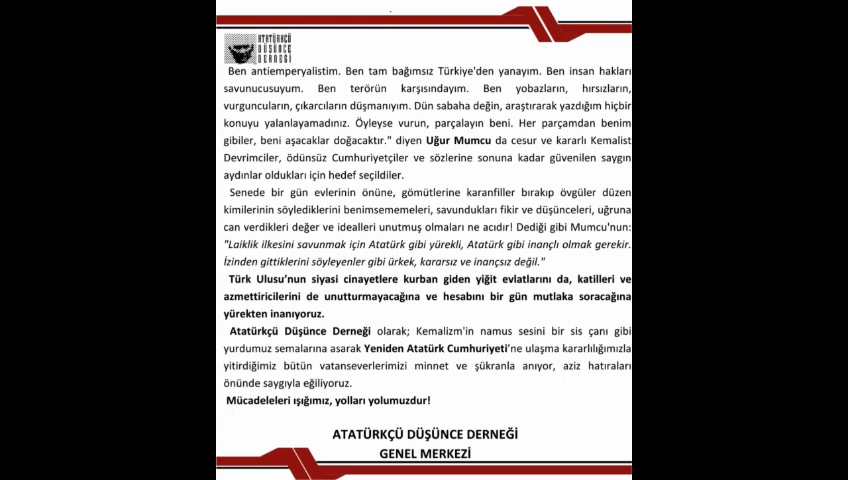 ATATÜRKÇÜ
DÜŞÜNCE
DERNEĞİ
Ben antiemperyalistim. Ben tam bağımsız Türkiye'den yanayım. Ben insan hakları
savunucusuyum. Ben terörün karşısındayım. Ben yobazların, hırsızların,
vurguncuların, çıkarcıların düşmanıyım. Dün sabaha değin, araştırarak yazdığım hiçbir
konuyu yalanlayamadınız. Öyleyse vurun, parçalayın beni. Her parçamdan benim
gibiler, beni aşacaklar doğacaktır." diyen Uğur Mumcu da cesur ve kararlı Kemalist
Devrimciler, ödünsüz Cumhuriyetçiler ve sözlerine sonuna kadar güvenilen saygın
aydınlar oldukları için hedef seçildiler.
Senede bir gün evlerinin önüne, gömütlerine karanfiller bırakıp övgüler düzen
kimilerinin söylediklerini benimsememeleri, savundukları fikir ve düşünceleri, uğruna
can verdikleri değer ve idealleri unutmuş olmaları ne acıdır! Dediği gibi Mumcu'nun:
"Laiklik ilkesini savunmak için Atatürk gibi yürekli, Atatürk gibi inançlı olmak gerekir.
İzinden gittiklerini söyleyenler gibi ürkek, kararsız ve inançsız değil."
Türk Ulusu'nun siyasi cinayetlere kurban giden yiğit evlatlarını da, katilleri ve
azmettiricilerini de unutturmayacağına ve hesabını bir gün mutlaka soracağına
yürekten inanıyoruz.
Atatürkçü Düşünce Derneği olarak; Kemalizm'in namus sesini bir sis çanı gibi
yurdumuz semalarına asarak Yeniden Atatürk Cumhuriyeti'ne ulaşma kararlılığımızla
yitirdiğimiz bütün vatanseverlerimizi minnet ve şükranla anıyor, aziz hatıraları
önünde saygıyla eğiliyoruz.
Mücadeleleri ışığımız, yolları yolumuzdur!
ATATÜRKÇÜ DÜŞÜNCE DERNEĞİ
GENEL MERKEZİ